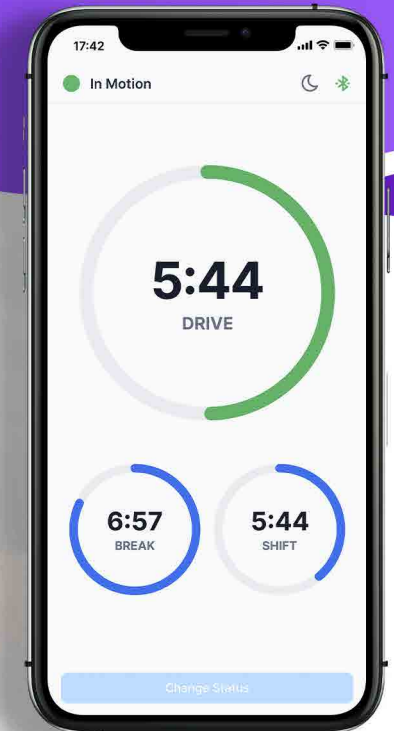 17:42
In Motion
5:44
DRIVE
6:57
BREAK
5:44
SHIFT
Change Status